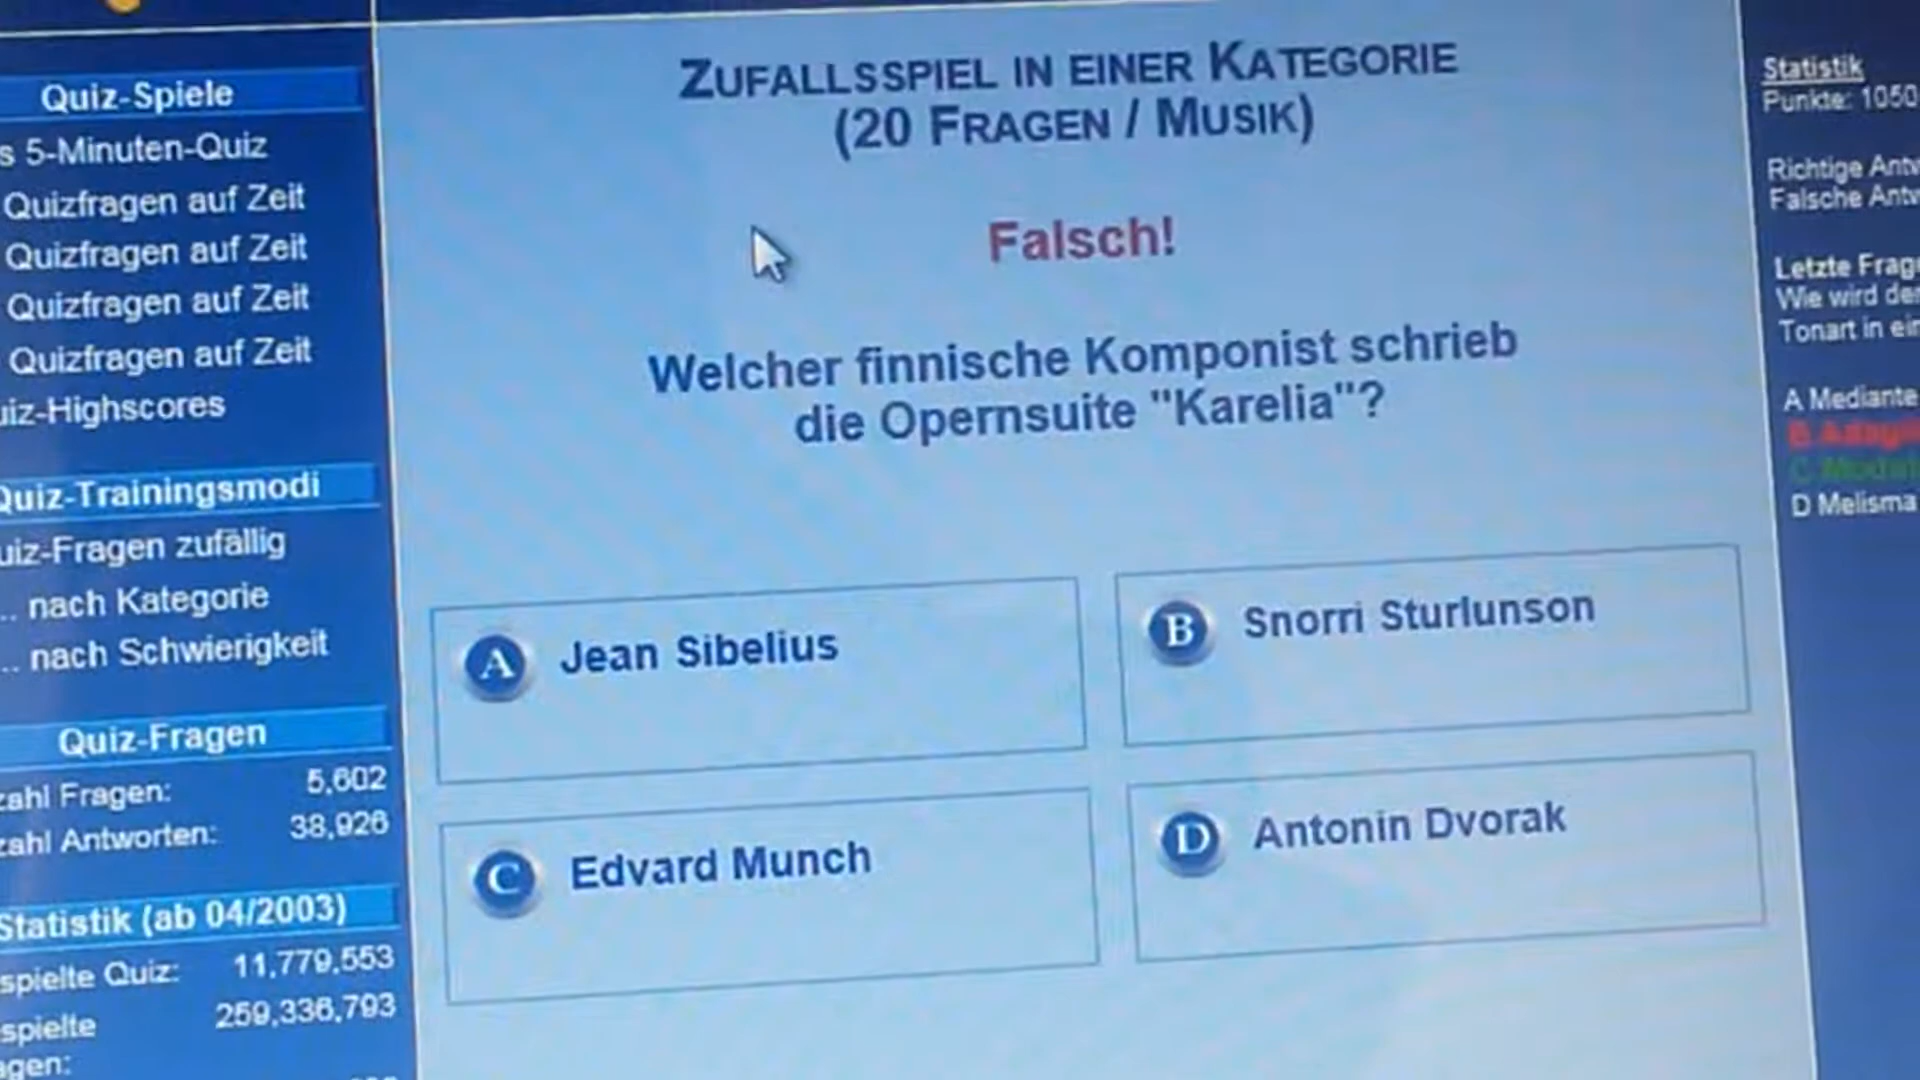 Quiz-Spiele
s 5-Minuten-Quiz
Quizfragen auf Zeit
Quizfragen auf Zeit
Quizfragen auf Zeit
Quizfragen auf Zeit
uiz-Highscores
Quiz-Trainingsmodi
uiz-Fragen zufällig
.. nach Kategorie
.. nach Schwierigkeit
Quiz-Fragen
zahl Fragen: 5,602
zahl Antworten: 38,926
Statistik (ab 04/2003)
spielte Quiz: 11,779,553
spielte 259,336,793
agen:
ZUFALLSSPIEL IN EINER KATEGORIE
(20 FRAGEN / MUSIK)
Falsch!
Welcher finnische Komponist schrieb
die Opernsuite "Karelia"?
A Jean Sibelius
B Snorri Sturlunson
C Edvard Munch
D Antonin Dvorak
Statistik
Punkte: 1050
Richtige Antw
Falsche Antw
Letzte Frag
Wie wird der
Tonart in ein
A Mediante
D Melisma